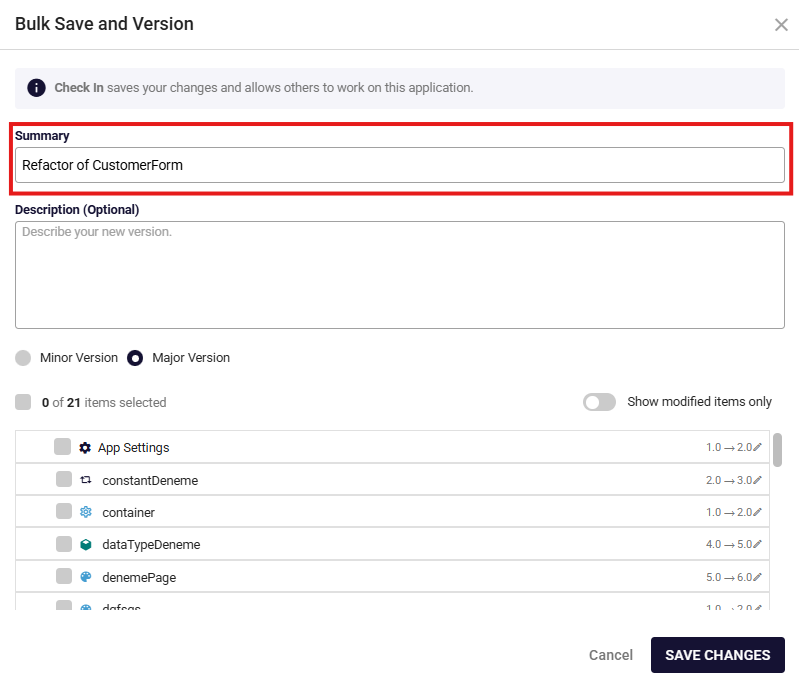 Bulk Save and Version
Check In saves your changes and allows others to work on this application.
Summary
Refactor of CustomerForm
Description (Optional)
Describe your new version.
Minor Version Major Version
0 of 21 items selected Show modified items only
App Settings 1.0→2.0
constantDeneme 2.0→3.0
container 1.0→2.0
dataTypeDeneme 4.0→5.0
denemePage 5.0→6.0
1.0→2.0
Cancel SAVE CHANGES